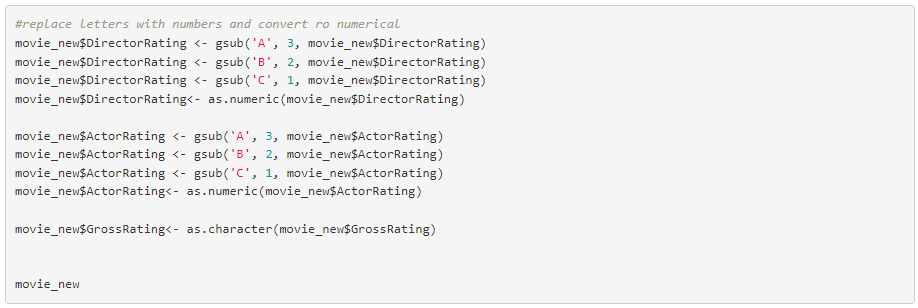 #replace letters with numbers and convert ro numerical
movie_new$DirectorRating <- gsub('A', 3, movie_new$DirectorRating)
movie_new$DirectorRating <- gsub('B', 2, movie_new$DirectorRating)
movie_new$DirectorRating <- gsub('C', 1, movie_new$DirectorRating)
movie_new$DirectorRating<- as.numeric(movie_new$DirectorRating)
movie_new$ActorRating <- gsub('A', 3, movie_new$ActorRating)
movie_new$ActorRating <- gsub('B', 2, movie_new$ActorRating)
movie_new$ActorRating <- gsub('C', 1, movie_new$ActorRating)
movie_new$ActorRating<- as.numeric(movie_new$ActorRating)
movie_new$GrossRating<- as.character(movie_new$GrossRating)
movie_new